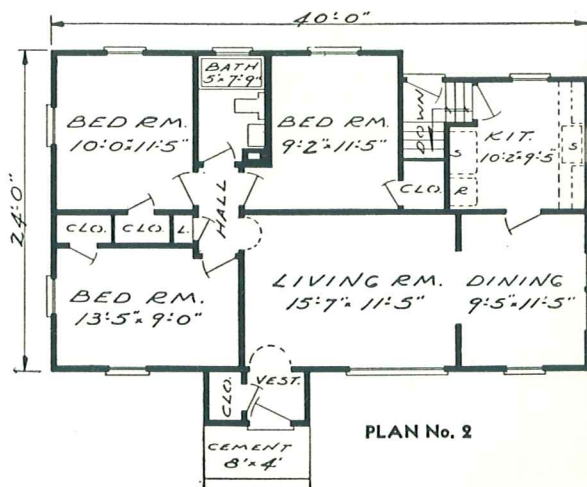 40'-0"
24'-0"
BATH
5'x7'-9"
BED RM.
10'-0"x11'-5"
BED RM.
9'-2"x11'-5"
DOWN
KIT.
10'-2"x9'-5"
S
R
S
CLO.
HALL
CLO.
CLO.
L.
BED RM.
13'-5"x9'-0"
LIVING RM.
15'-7"x11'-5"
DINING
9'-5"x11'-5"
CLO.
VEST.
CEMENT
8'x4'
PLAN No. 2